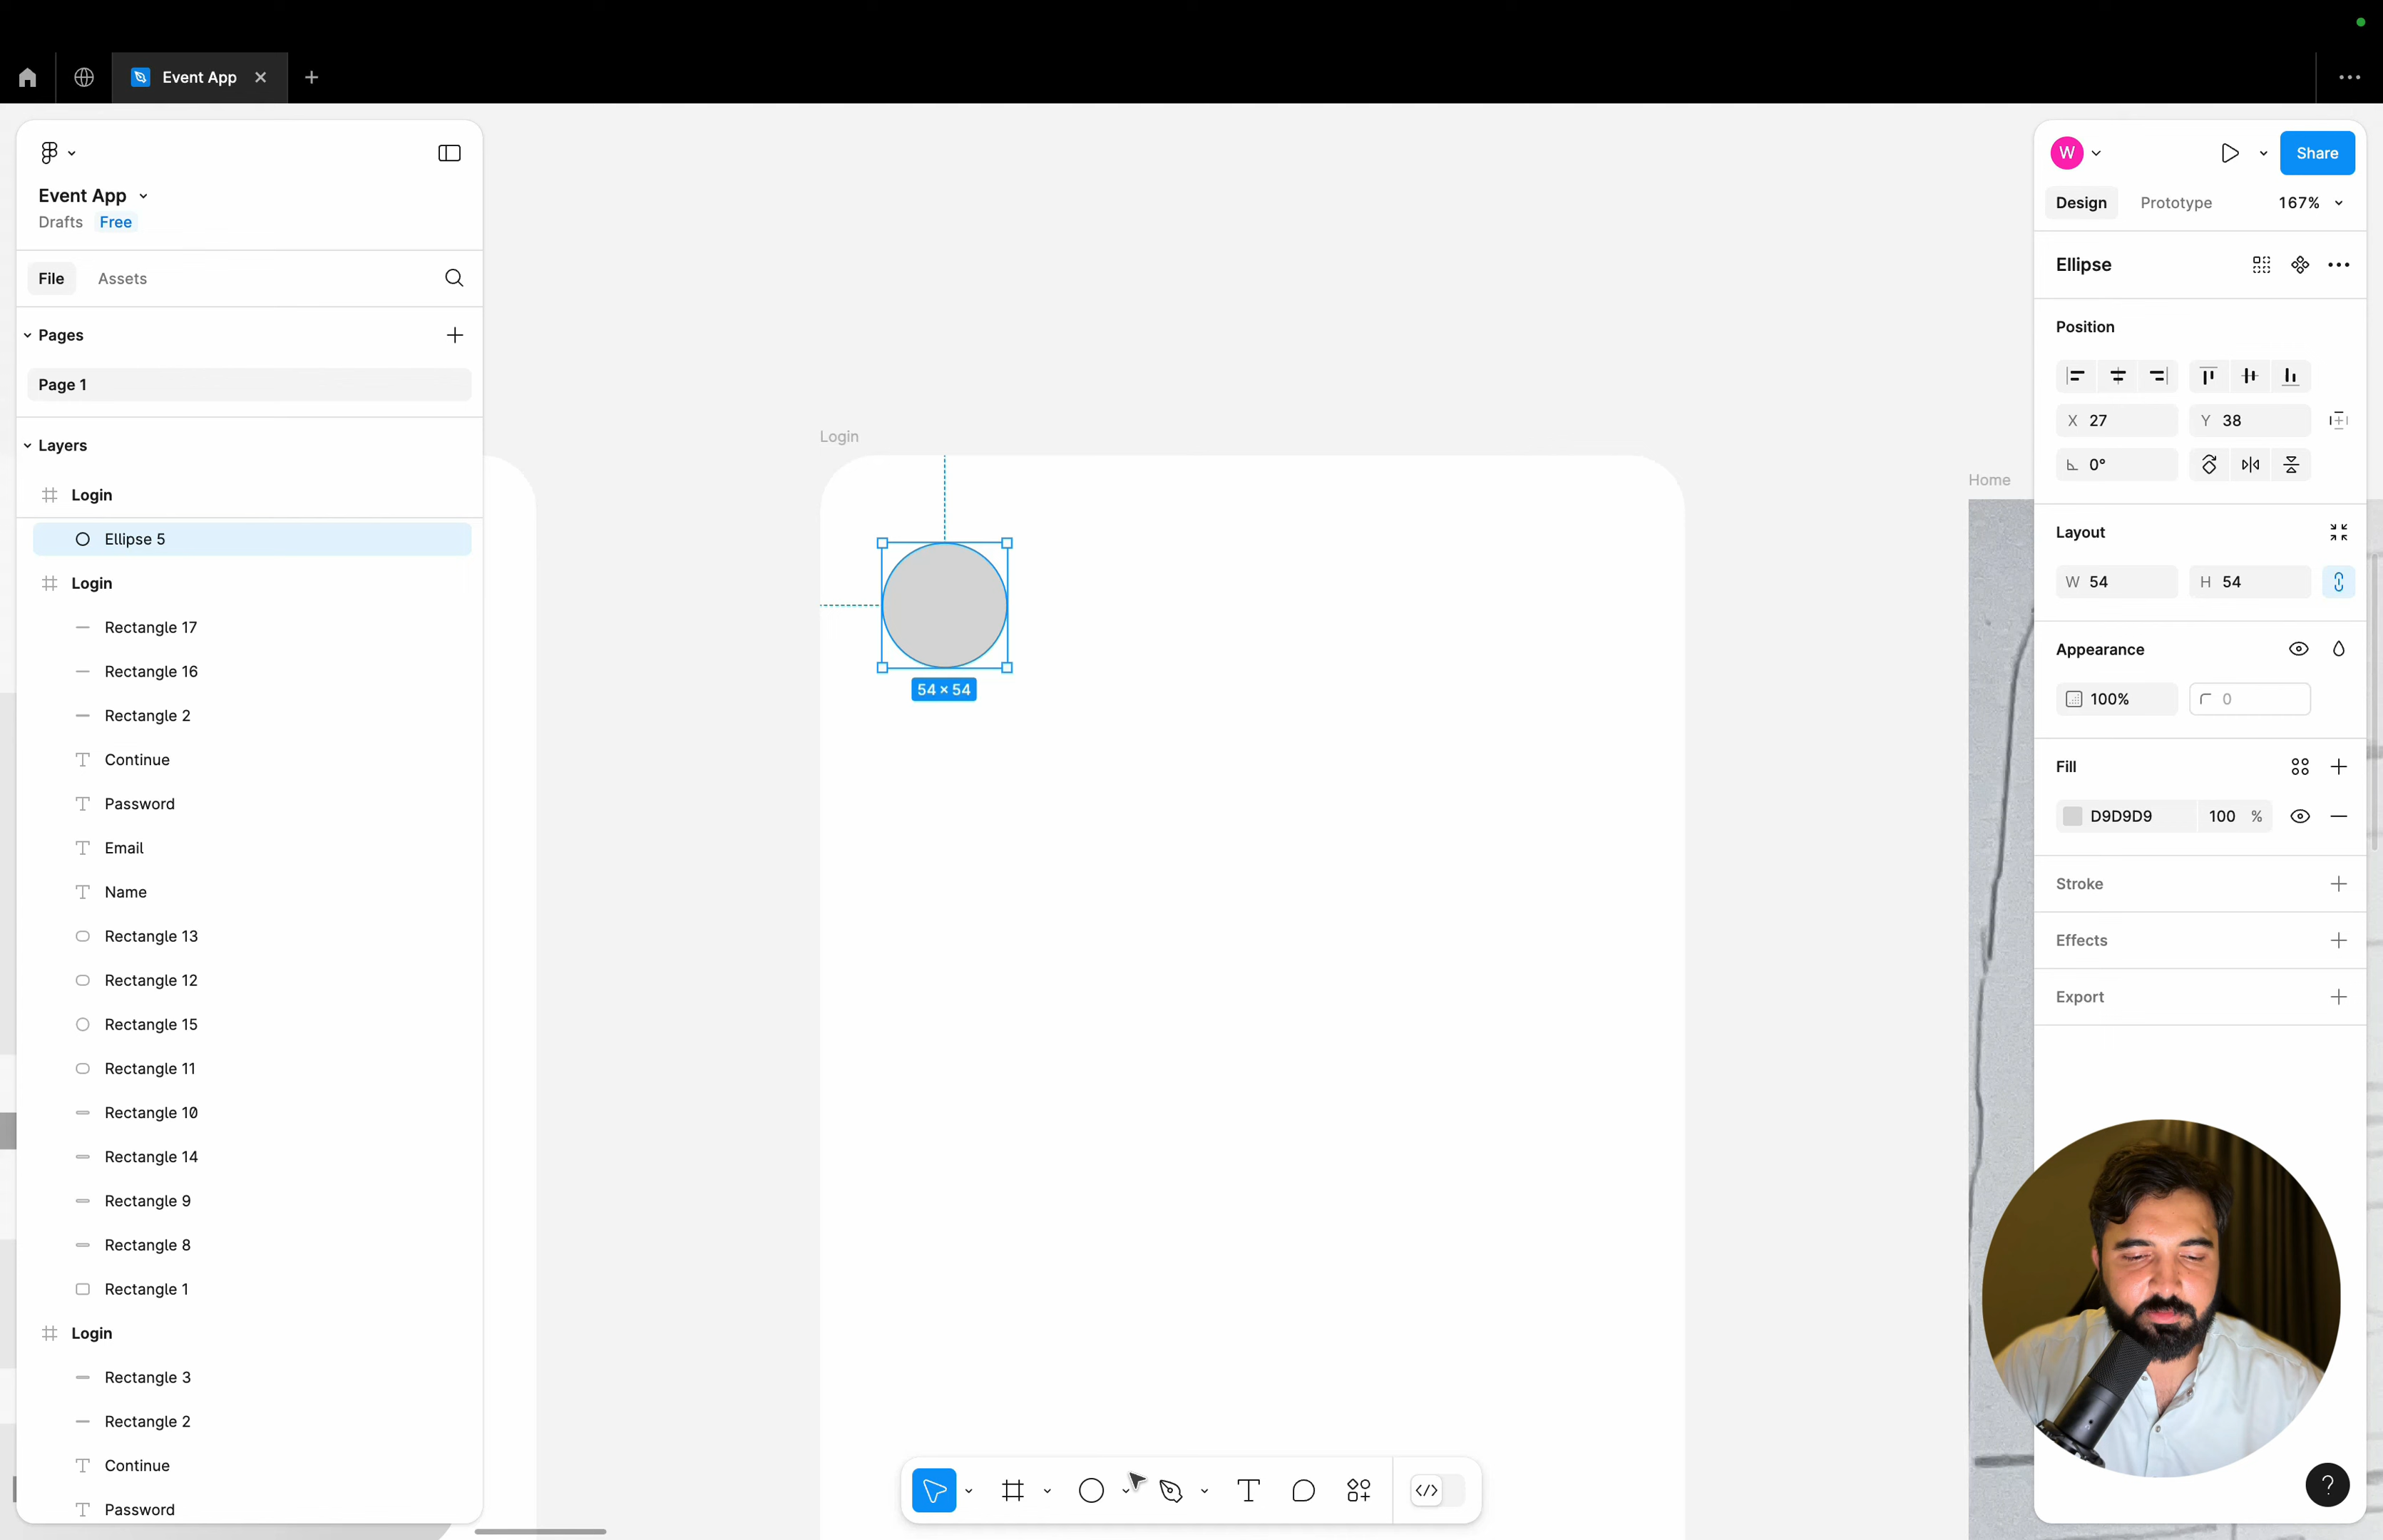 Event App
Event App
Drafts Free
File Assets
Pages
Page 1
Layers
Login
Ellipse 5
Login
Rectangle 17
Rectangle 16
Rectangle 2
Continue
Password
Email
Name
Rectangle 13
Rectangle 12
Rectangle 15
Rectangle 11
Rectangle 10
Rectangle 14
Rectangle 9
Rectangle 8
Rectangle 1
Login
Rectangle 3
Rectangle 2
Continue
Password
Login
54 × 54
Home
W Share
Design Prototype 167%
Ellipse
Position
X 27 Y 38
0°
Layout
W 54 H 54
Appearance
100% 0
Fill
D9D9D9 100 %
Stroke
Effects
Export
?